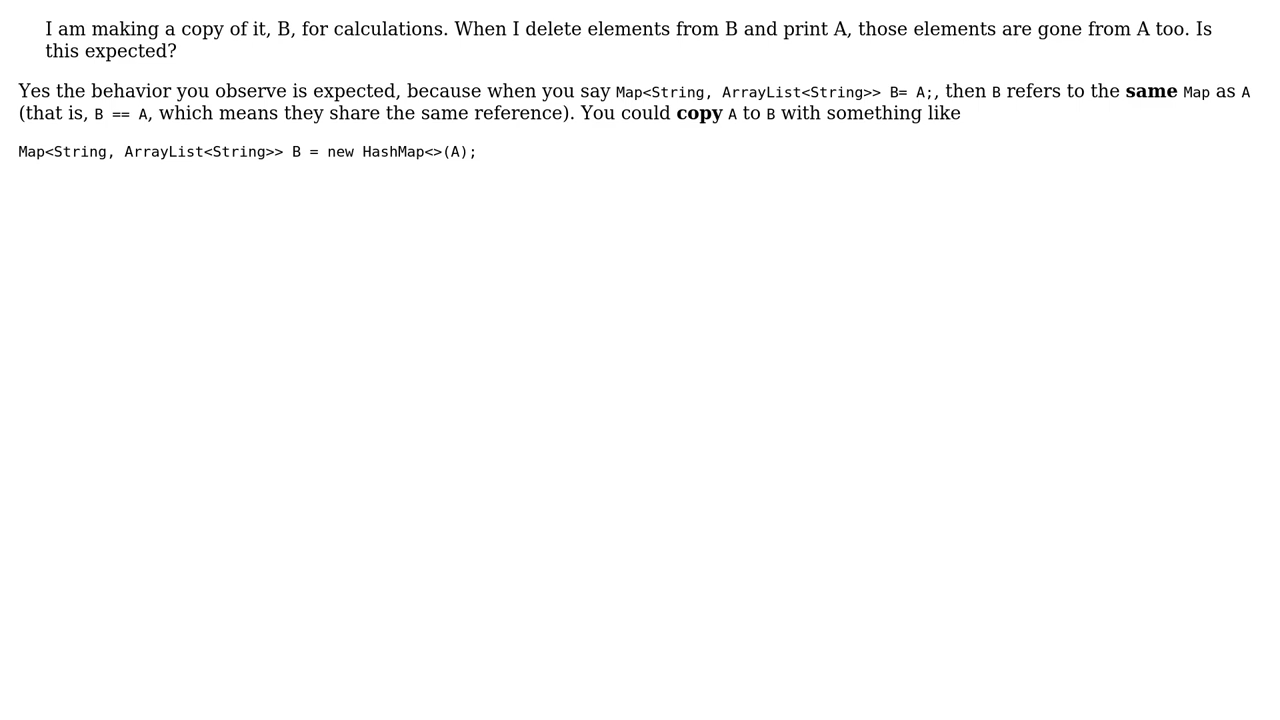 I am making a copy of it, B, for calculations. When I delete elements from B and print A, those elements are gone from A too. Is
this expected?
Yes the behavior you observe is expected, because when you say Map<String, ArrayList<String>> B= A;, then B refers to the same Map as A
(that is, B == A, which means they share the same reference). You could copy A to B with something like
Map<String, ArrayList<String>> B = new HashMap<>(A);